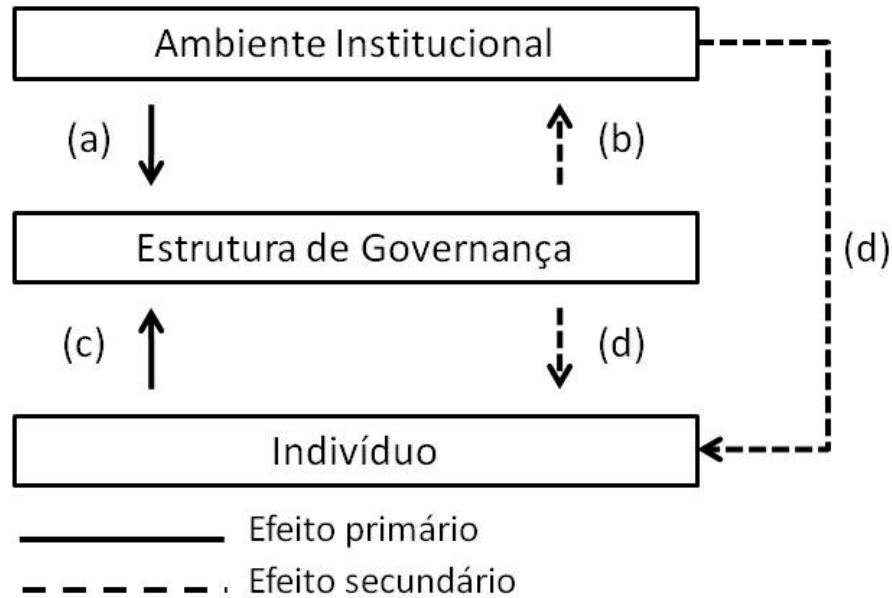 Ambiente Institucional
(a)
(b)
Estrutura de Governança
(d)
(c)
(d)
Indivíduo
Efeito primário
Efeito secundário